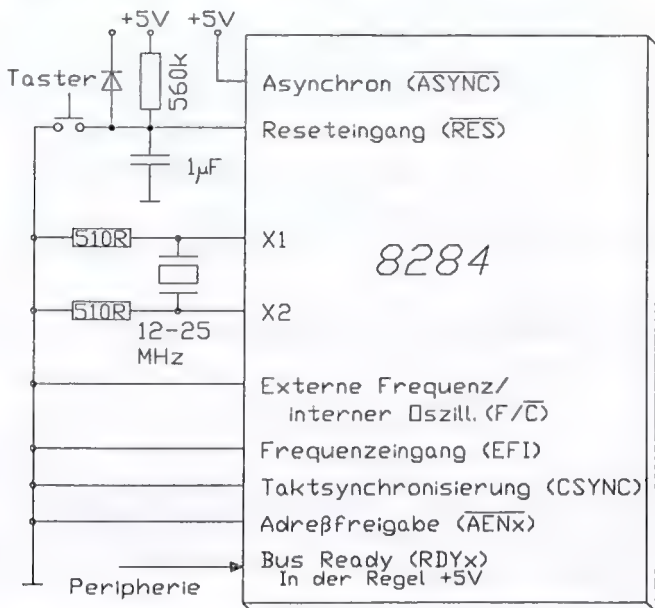 +5V +5V
Taster
560k
Asynchron (ASYNC)
Reseteingang (RES)
1µF
510R
X1
8284
510R
X2
12-25
MHz
Externe Frequenz/
interner Oszill. (F/C)
Frequenzeingang (EFI)
Taktsynchronisierung (CSYNC)
Adreßfreigabe (AENx)
Bus Ready (RDYx)
In der Regel +5V
Peripherie